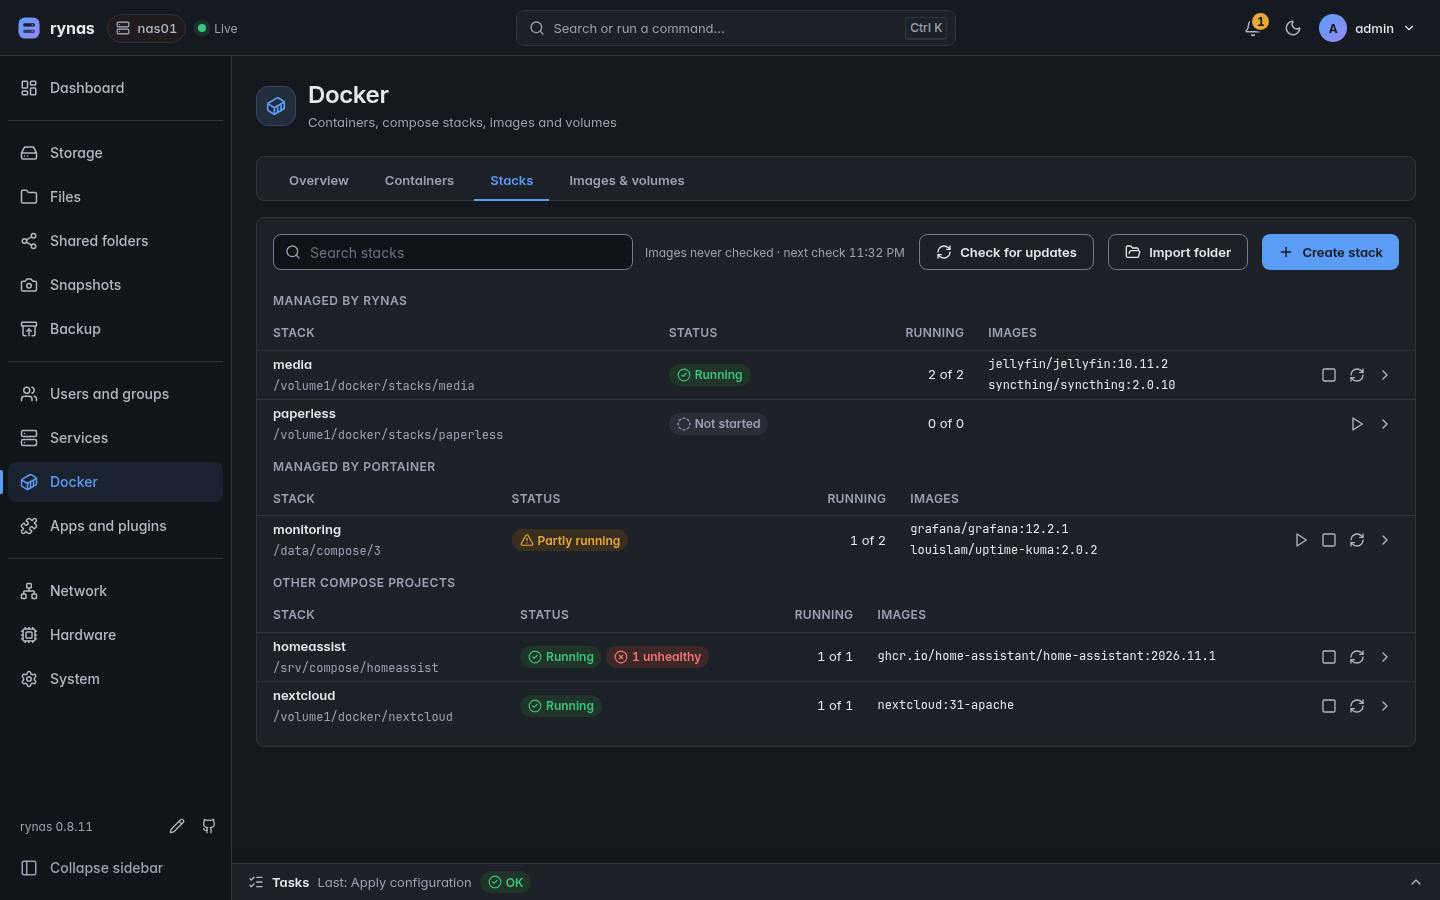 rynas
nas01
Live
Search or run a command...
Ctrl K
1
A
admin
Dashboard
Storage
Files
Shared folders
Snapshots
Backup
Users and groups
Services
Docker
Apps and plugins
Network
Hardware
System
rynas 0.8.11
Collapse sidebar
Docker
Containers, compose stacks, images and volumes
Overview Containers Stacks Images & volumes
Search stacks
Images never checked · next check 11:32 PM
Check for updates
Import folder
Create stack
MANAGED BY RYNAS
STACK STATUS RUNNING IMAGES
media
/volume1/docker/stacks/media
Running
2 of 2
jellyfin/jellyfin:10.11.2
syncthing/syncthing:2.0.10
paperless
/volume1/docker/stacks/paperless
Not started
0 of 0
MANAGED BY PORTAINER
STACK STATUS RUNNING IMAGES
monitoring
/data/compose/3
Partly running
1 of 2
grafana/grafana:12.2.1
louislam/uptime-kuma:2.0.2
OTHER COMPOSE PROJECTS
STACK STATUS RUNNING IMAGES
homeassist
/srv/compose/homeassist
Running 1 unhealthy
1 of 1
ghcr.io/home-assistant/home-assistant:2026.11.1
nextcloud
/volume1/docker/nextcloud
Running
1 of 1
nextcloud:31-apache
Tasks Last: Apply configuration OK